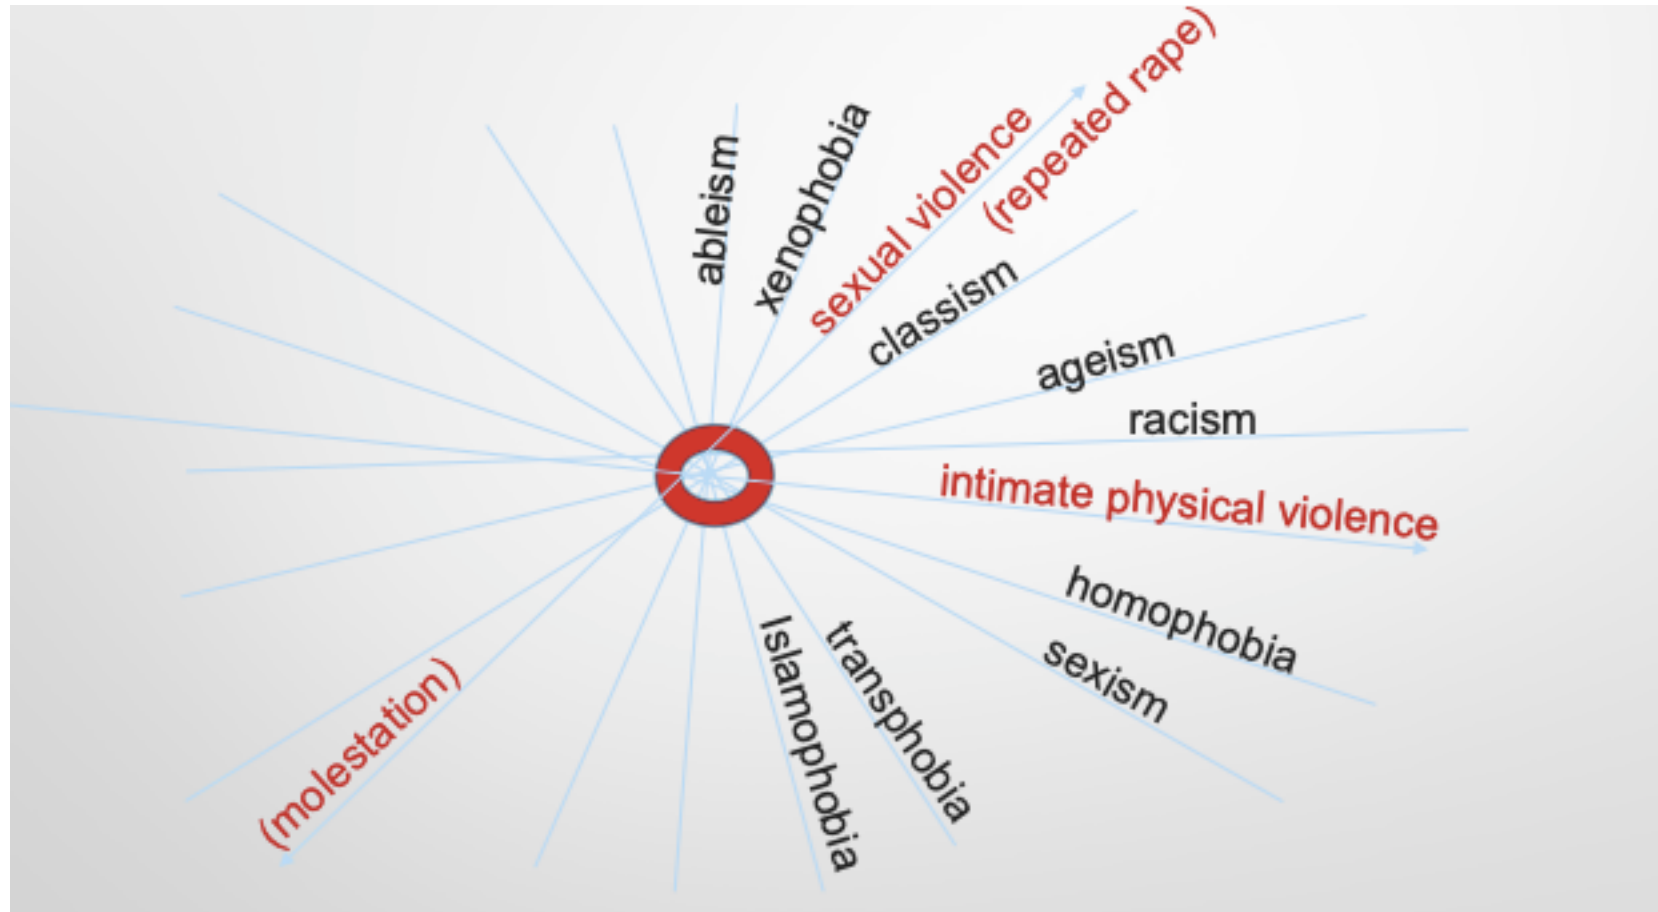 ableism
xenophobia
sexual violence
(repeated rape)
classism
ageism
racism
intimate physical violence
homophobia
sexism
transphobia
Islamophobia
(molestation)